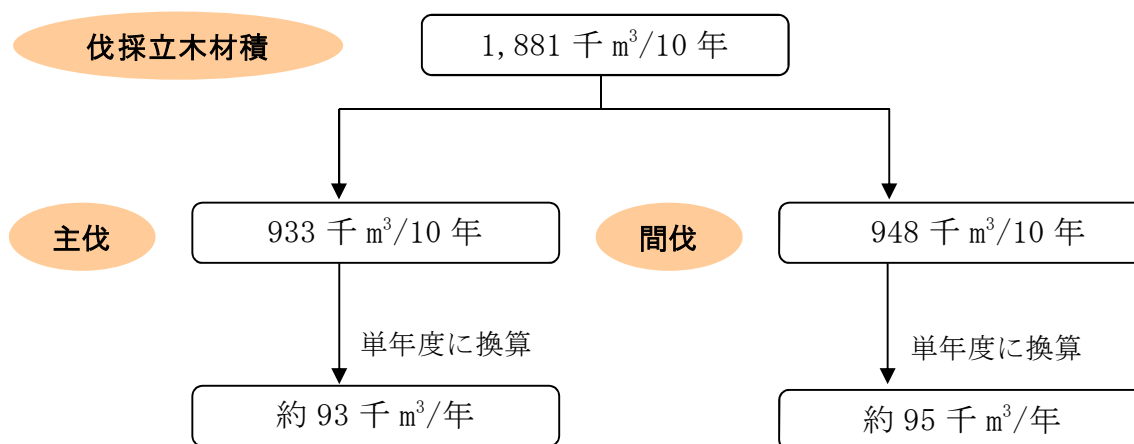 伐採立木材積
1,881 千 m³/10 年
主伐
933 千 m³/10 年
間伐
948 千 m³/10 年
単年度に換算
単年度に換算
約 93 千 m³/年
約 95 千 m³/年